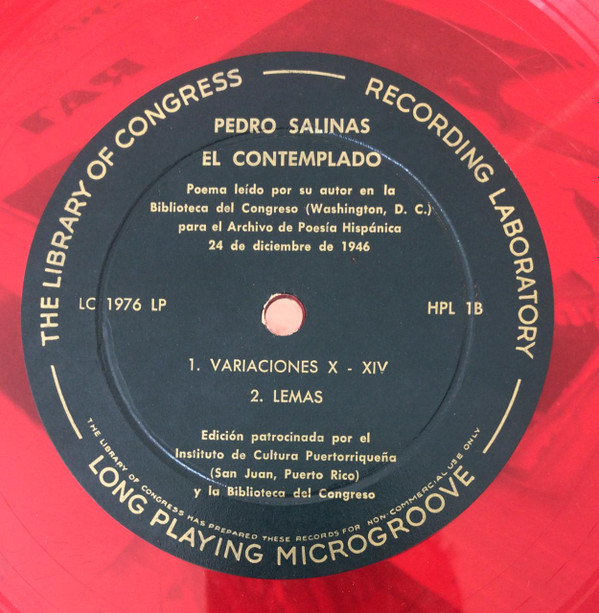 THE LIBRARY OF CONGRESS
RECORDING LABORATORY
PEDRO SALINAS
EL CONTEMPLADO
Poema leído por su autor en la
Biblioteca del Congreso (Washington, D. C.)
para el Archivo de Poesía Hispánica
24 de diciembre de 1946
LC 1976 LP
HPL 1B
1. VARIACIONES X - XIV
2. LEMAS
Edición patrocinada por el
Instituto de Cultura Puertorriqueña
(San Juan, Puerto Rico)
y la Biblioteca del Congreso
THE LIBRARY OF CONGRESS HAS PREPARED THESE RECORDS FOR NON-COMMERCIAL USE ONLY
LONG PLAYING MICROGROOVE